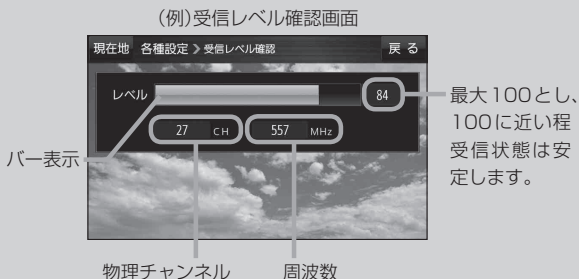 (例)受信レベル確認画面
現在地 各種設定 > 受信レベル確認 戻る
レベル 84
27 CH 557 MHz
バー表示
最大100とし、
100に近い程
受信状態は安
定します。
物理チャンネル 周波数